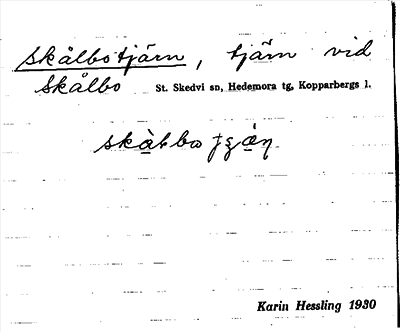 Skålbotjärn, tjärn vid
Skålbo St. Skedvi sn, Hedemora tg, Kopparbergs l.
Karin Hessling 1930